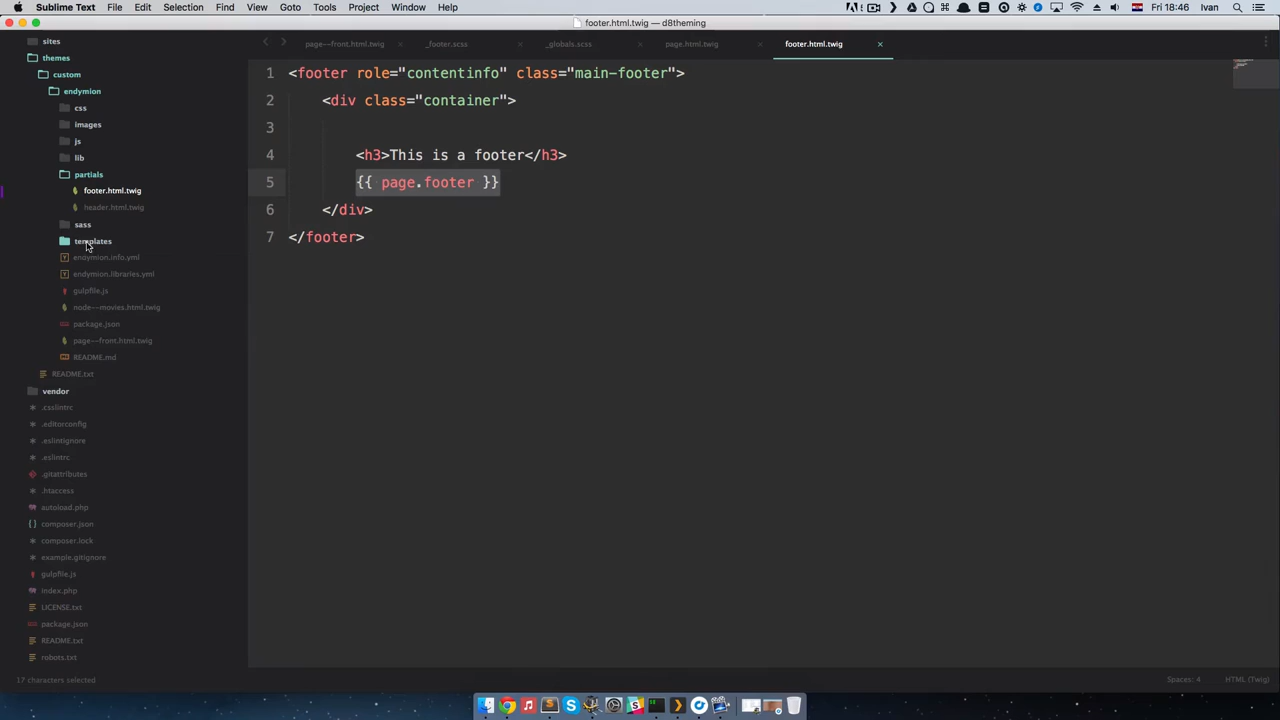 Sublime Text File Edit Selection Find View Goto Tools Project Window Help Fri 18:46 Ivan
footer.html.twig — d8theming
page--front.html.twig _footer.scss _globals.scss page.html.twig footer.html.twig
sites
themes
custom
endymion
css
images
js
lib
partials
footer.html.twig
header.html.twig
sass
templates
endymion.info.yml
endymion.libraries.yml
gulpfile.js
node--movies.html.twig
package.json
page--front.html.twig
README.md
README.txt
vendor
.csslintrc
.editorconfig
.eslintignore
.eslintrc
.gitattributes
.htaccess
autoload.php
composer.json
composer.lock
example.gitignore
gulpfile.js
index.php
LICENSE.txt
package.json
README.txt
robots.txt
1 <footer role="contentinfo" class="main-footer">
2 <div class="container">
3
4 <h3>This is a footer</h3>
5 {{ page.footer }}
6 </div>
7 </footer>
17 characters selected Spaces: 4 HTML (Twig)